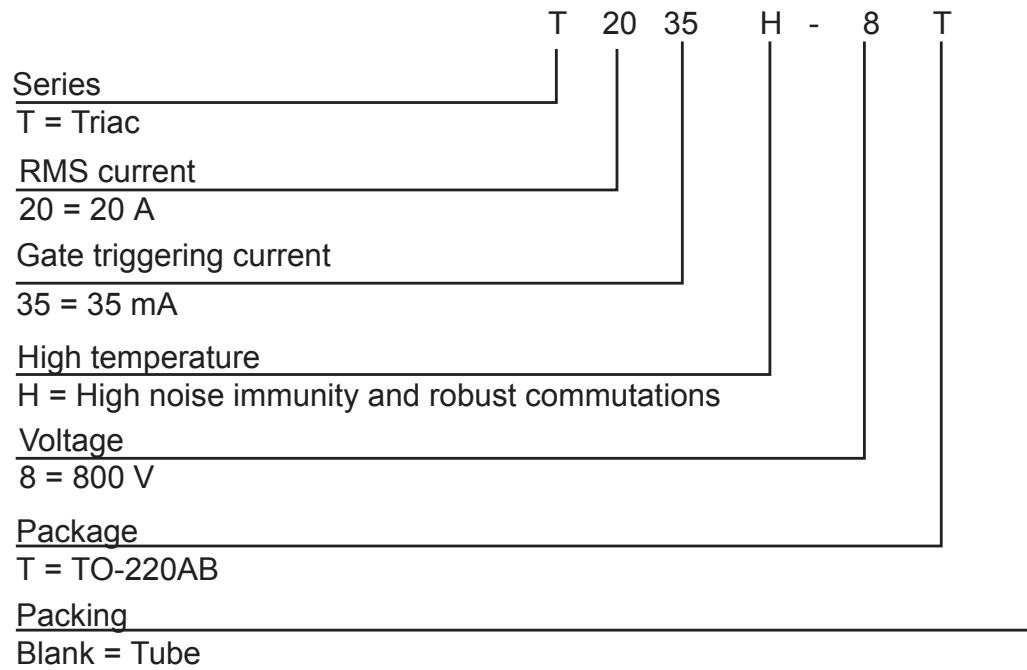 T 20 35 H - 8 T
Series
T = Triac
RMS current
20 = 20 A
Gate triggering current
35 = 35 mA
High temperature
H = High noise immunity and robust commutations
Voltage
8 = 800 V
Package
T = TO-220AB
Packing
Blank = Tube